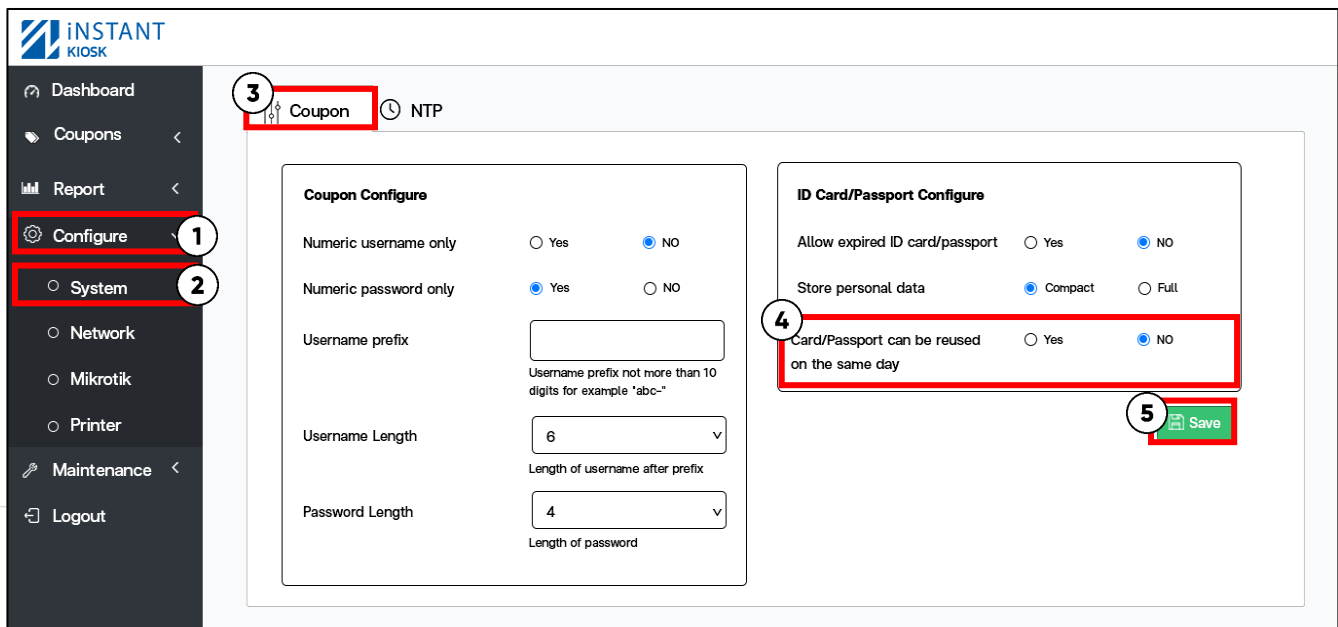 iNSTANT
KIOSK
Dashboard
Coupons
Report
Configure
1
System
2
Network
Mikrotik
Printer
Maintenance
Logout
3
Coupon
NTP
Coupon Configure
Numeric username only
Yes
NO
Numeric password only
Yes
NO
Username prefix
Username prefix not more than 10
digits for example "abc-"
Username Length
6
Length of username after prefix
Password Length
4
Length of password
ID Card/Passport Configure
Allow expired ID card/passport
Yes
NO
Store personal data
Compact
Full
4
Card/Passport can be reused
on the same day
Yes
NO
5
Save